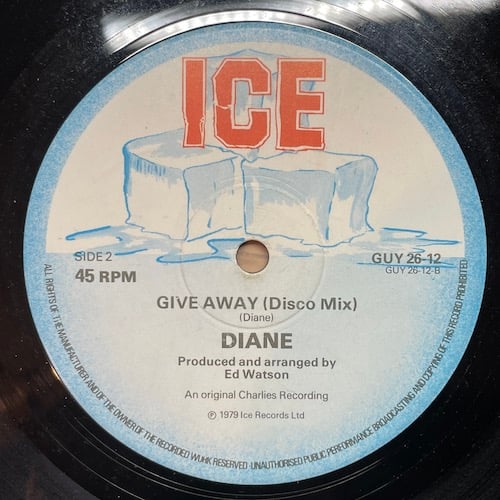 ICE
SIDE 2
45 RPM
GUY 26-12
GUY 26-12-B
GIVE AWAY (Disco Mix)
(Diane)
DIANE
Produced and arranged by
Ed Watson
An original Charlies Recording
℗ 1979 Ice Records Ltd
ALL RIGHTS OF THE MANUFACTURER AND OF THE OWNER OF THE RECORDED WORK RESERVED · UNAUTHORISED PUBLIC PERFORMANCE BROADCASTING AND COPYING OF THIS RECORD PROHIBITED